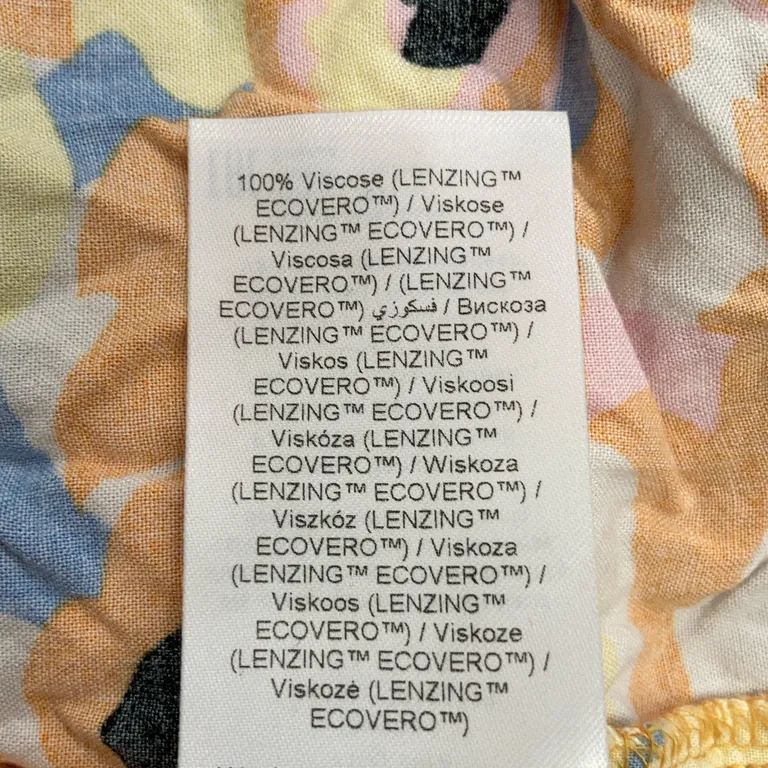 100% Viscose (LENZING™
ECOVERO™) / Viskose
(LENZING™ ECOVERO™) /
Viscosa (LENZING™
ECOVERO™) / (LENZING™
ECOVERO™) فسكوزي / Вискоза
(LENZING™ ECOVERO™) /
Viskos (LENZING™
ECOVERO™) / Viskoosi
(LENZING™ ECOVERO™) /
Viskóza (LENZING™
ECOVERO™) / Wiskoza
(LENZING™ ECOVERO™) /
Viszkóz (LENZING™
ECOVERO™) / Viskoza
(LENZING™ ECOVERO™) /
Viskoos (LENZING™
ECOVERO™) / Viskoze
(LENZING™ ECOVERO™) /
Viskozė (LENZING™
ECOVERO™)